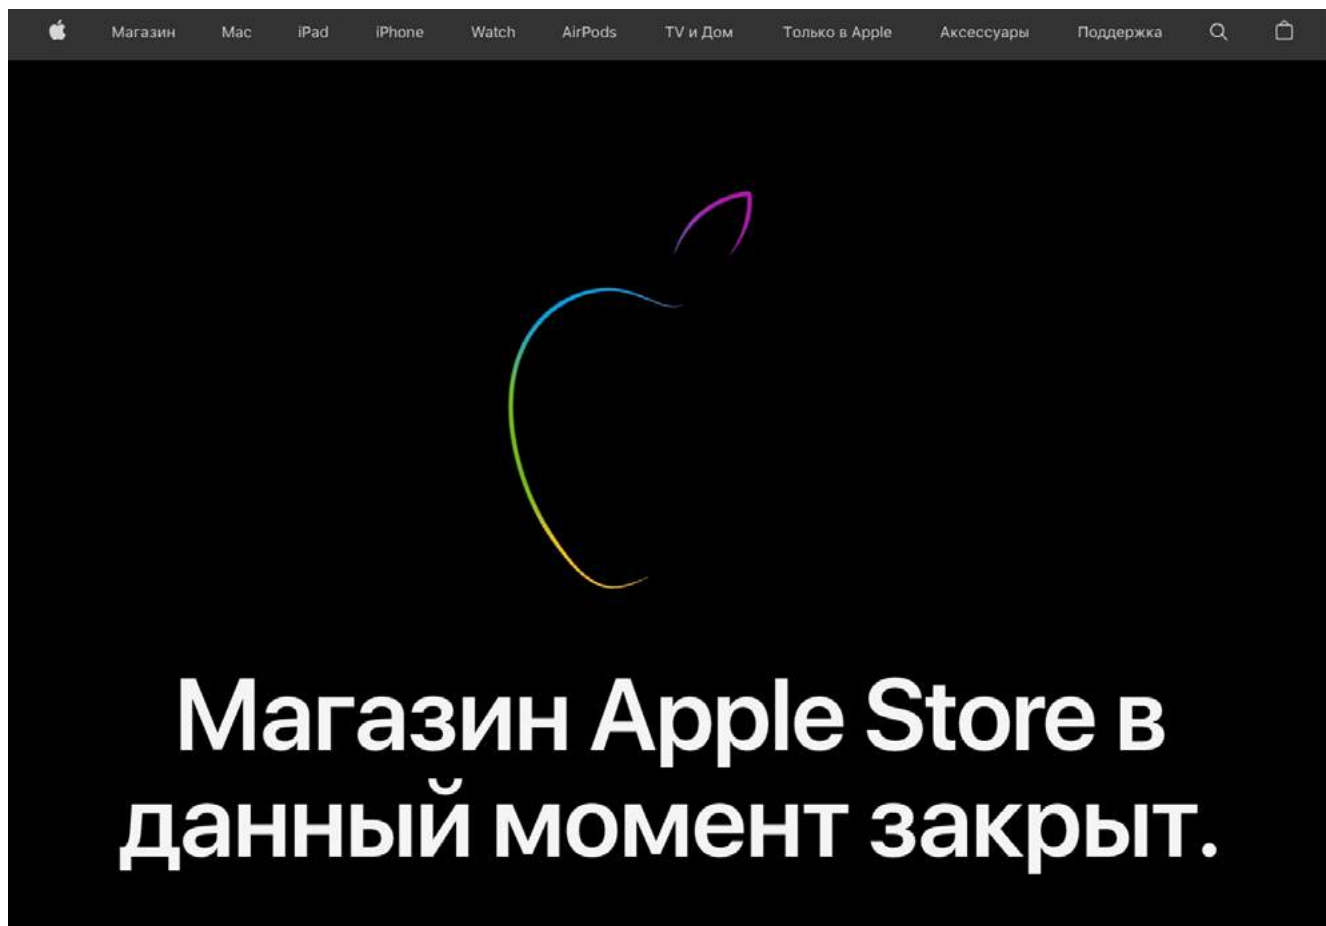 Магазин Mac iPad iPhone Watch AirPods TV и Дом Только в Apple Аксессуары Поддержка
Магазин Apple Store в
данный момент закрыт.